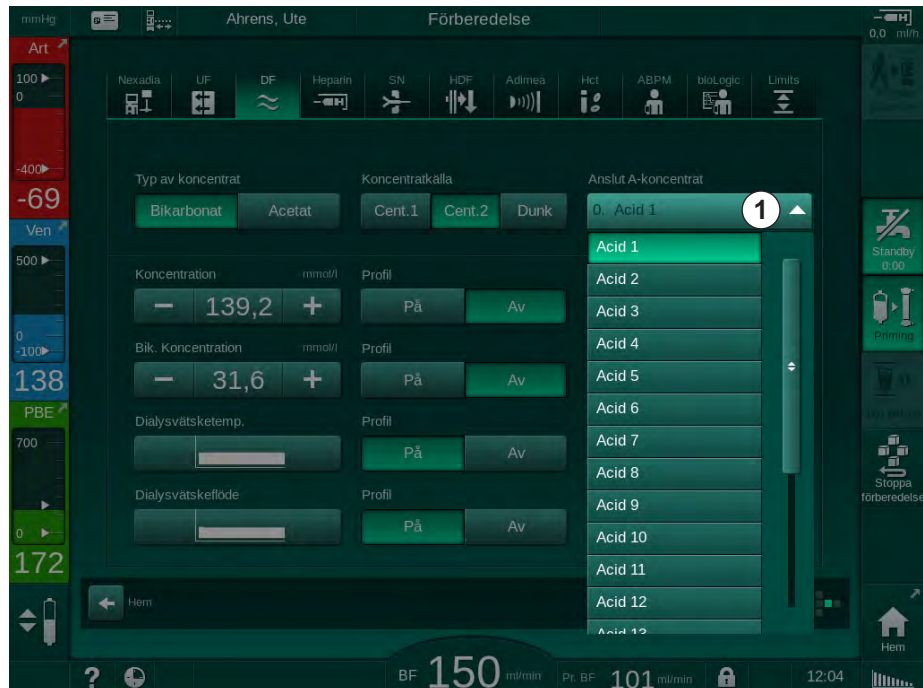 mmHg
Ahrens, Ute
Förberedelse
0,0 ml/h
Art
100
0
-400
-69
Ven
500
0
-100
138
PBE
700
0
172
Nexadia
UF
DF
Heparin
SN
HDF
Adimea
Hct
ABPM
bioLogic
Limits
Typ av koncentrat
Koncentratkälla
Anslut A-koncentrat
Bikarbonat
Acetat
Cent.1
Cent.2
Dunk
0. Acid 1
1
Acid 1
Acid 2
Acid 3
Acid 4
Acid 5
Acid 6
Acid 7
Acid 8
Acid 9
Acid 10
Acid 11
Acid 12
Acid 13
Koncentration
mmol/l
Profil
139,2
På
Av
Bik. Koncentration
mmol/l
Profil
31,6
På
Av
Dialysvätsketemp.
Profil
På
Av
Dialysvätskeflöde
Profil
På
Av
Hem
Standby
0:00
Priming
Stoppa
förberedelse
Hem
?
BF 150 ml/min
Pr. BF 101 ml/min
12:04